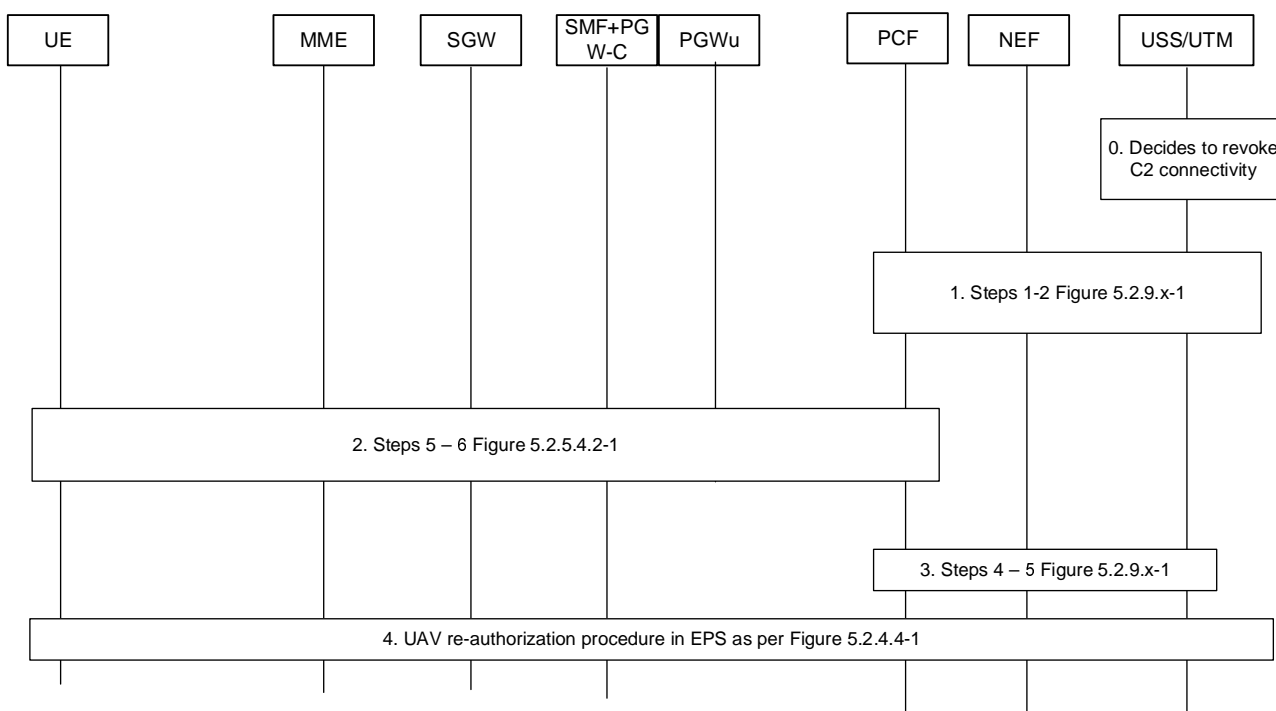 UE
MME
SGW
SMF+PG
W-C
PGWu
PCF
NEF
USS/UTM
0. Decides to revoke
C2 connectivity
1. Steps 1-2 Figure 5.2.9.x-1
2. Steps 5 – 6 Figure 5.2.5.4.2-1
3. Steps 4 – 5 Figure 5.2.9.x-1
4. UAV re-authorization procedure in EPS as per Figure 5.2.4.4-1